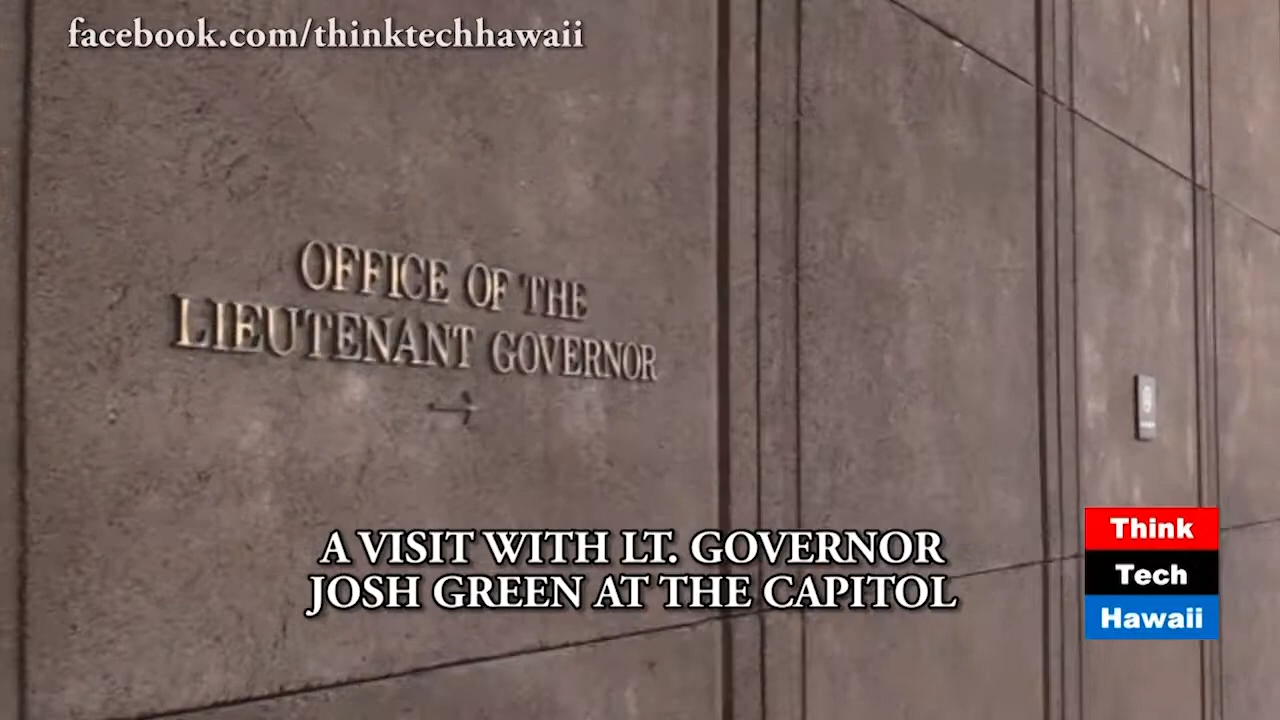 facebook.com/thinktechhawaii
OFFICE OF THE
LIEUTENANT GOVERNOR
A VISIT WITH LT. GOVERNOR
JOSH GREEN AT THE CAPITOL
Think
Tech
Hawaii